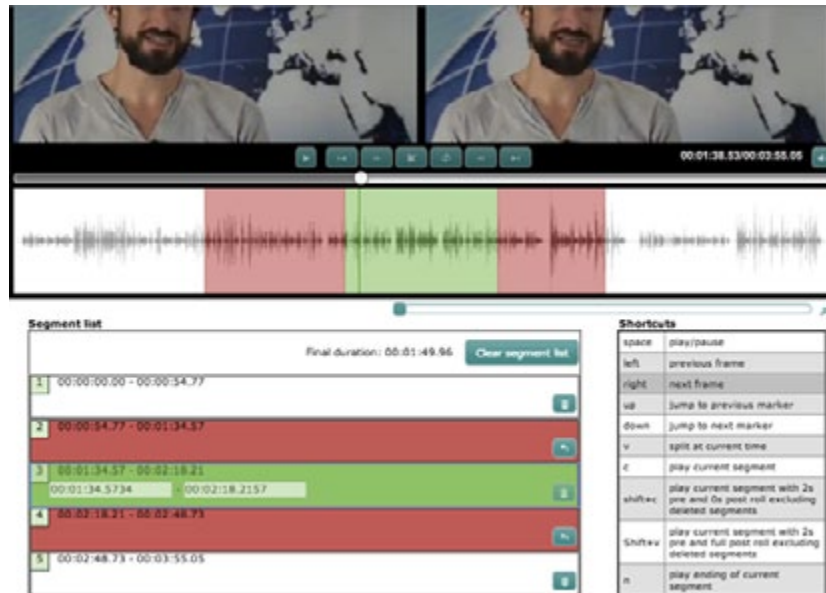 00:01:38.53/00:03:55.05
Segment list
Final duration: 00:01:49.96 Clear segment list
1 00:00:00.00 - 00:00:54.77
2 00:00:54.77 - 00:01:34.57
3 00:01:34.57 - 00:02:18.21
00:01:34.5734 - 00:02:18.2157
4 00:02:18.21 - 00:02:48.73
5 00:02:48.73 - 00:03:55.05
Shortcuts
space play/pause
left previous frame
right next frame
up jump to previous marker
down jump to next marker
v split at current time
c play current segment
shift+c play current segment with 2s
pre and 0s post roll excluding
deleted segments
Shift+v play current segment with 2s
pre and full post roll excluding
deleted segments
n play ending of current
segment